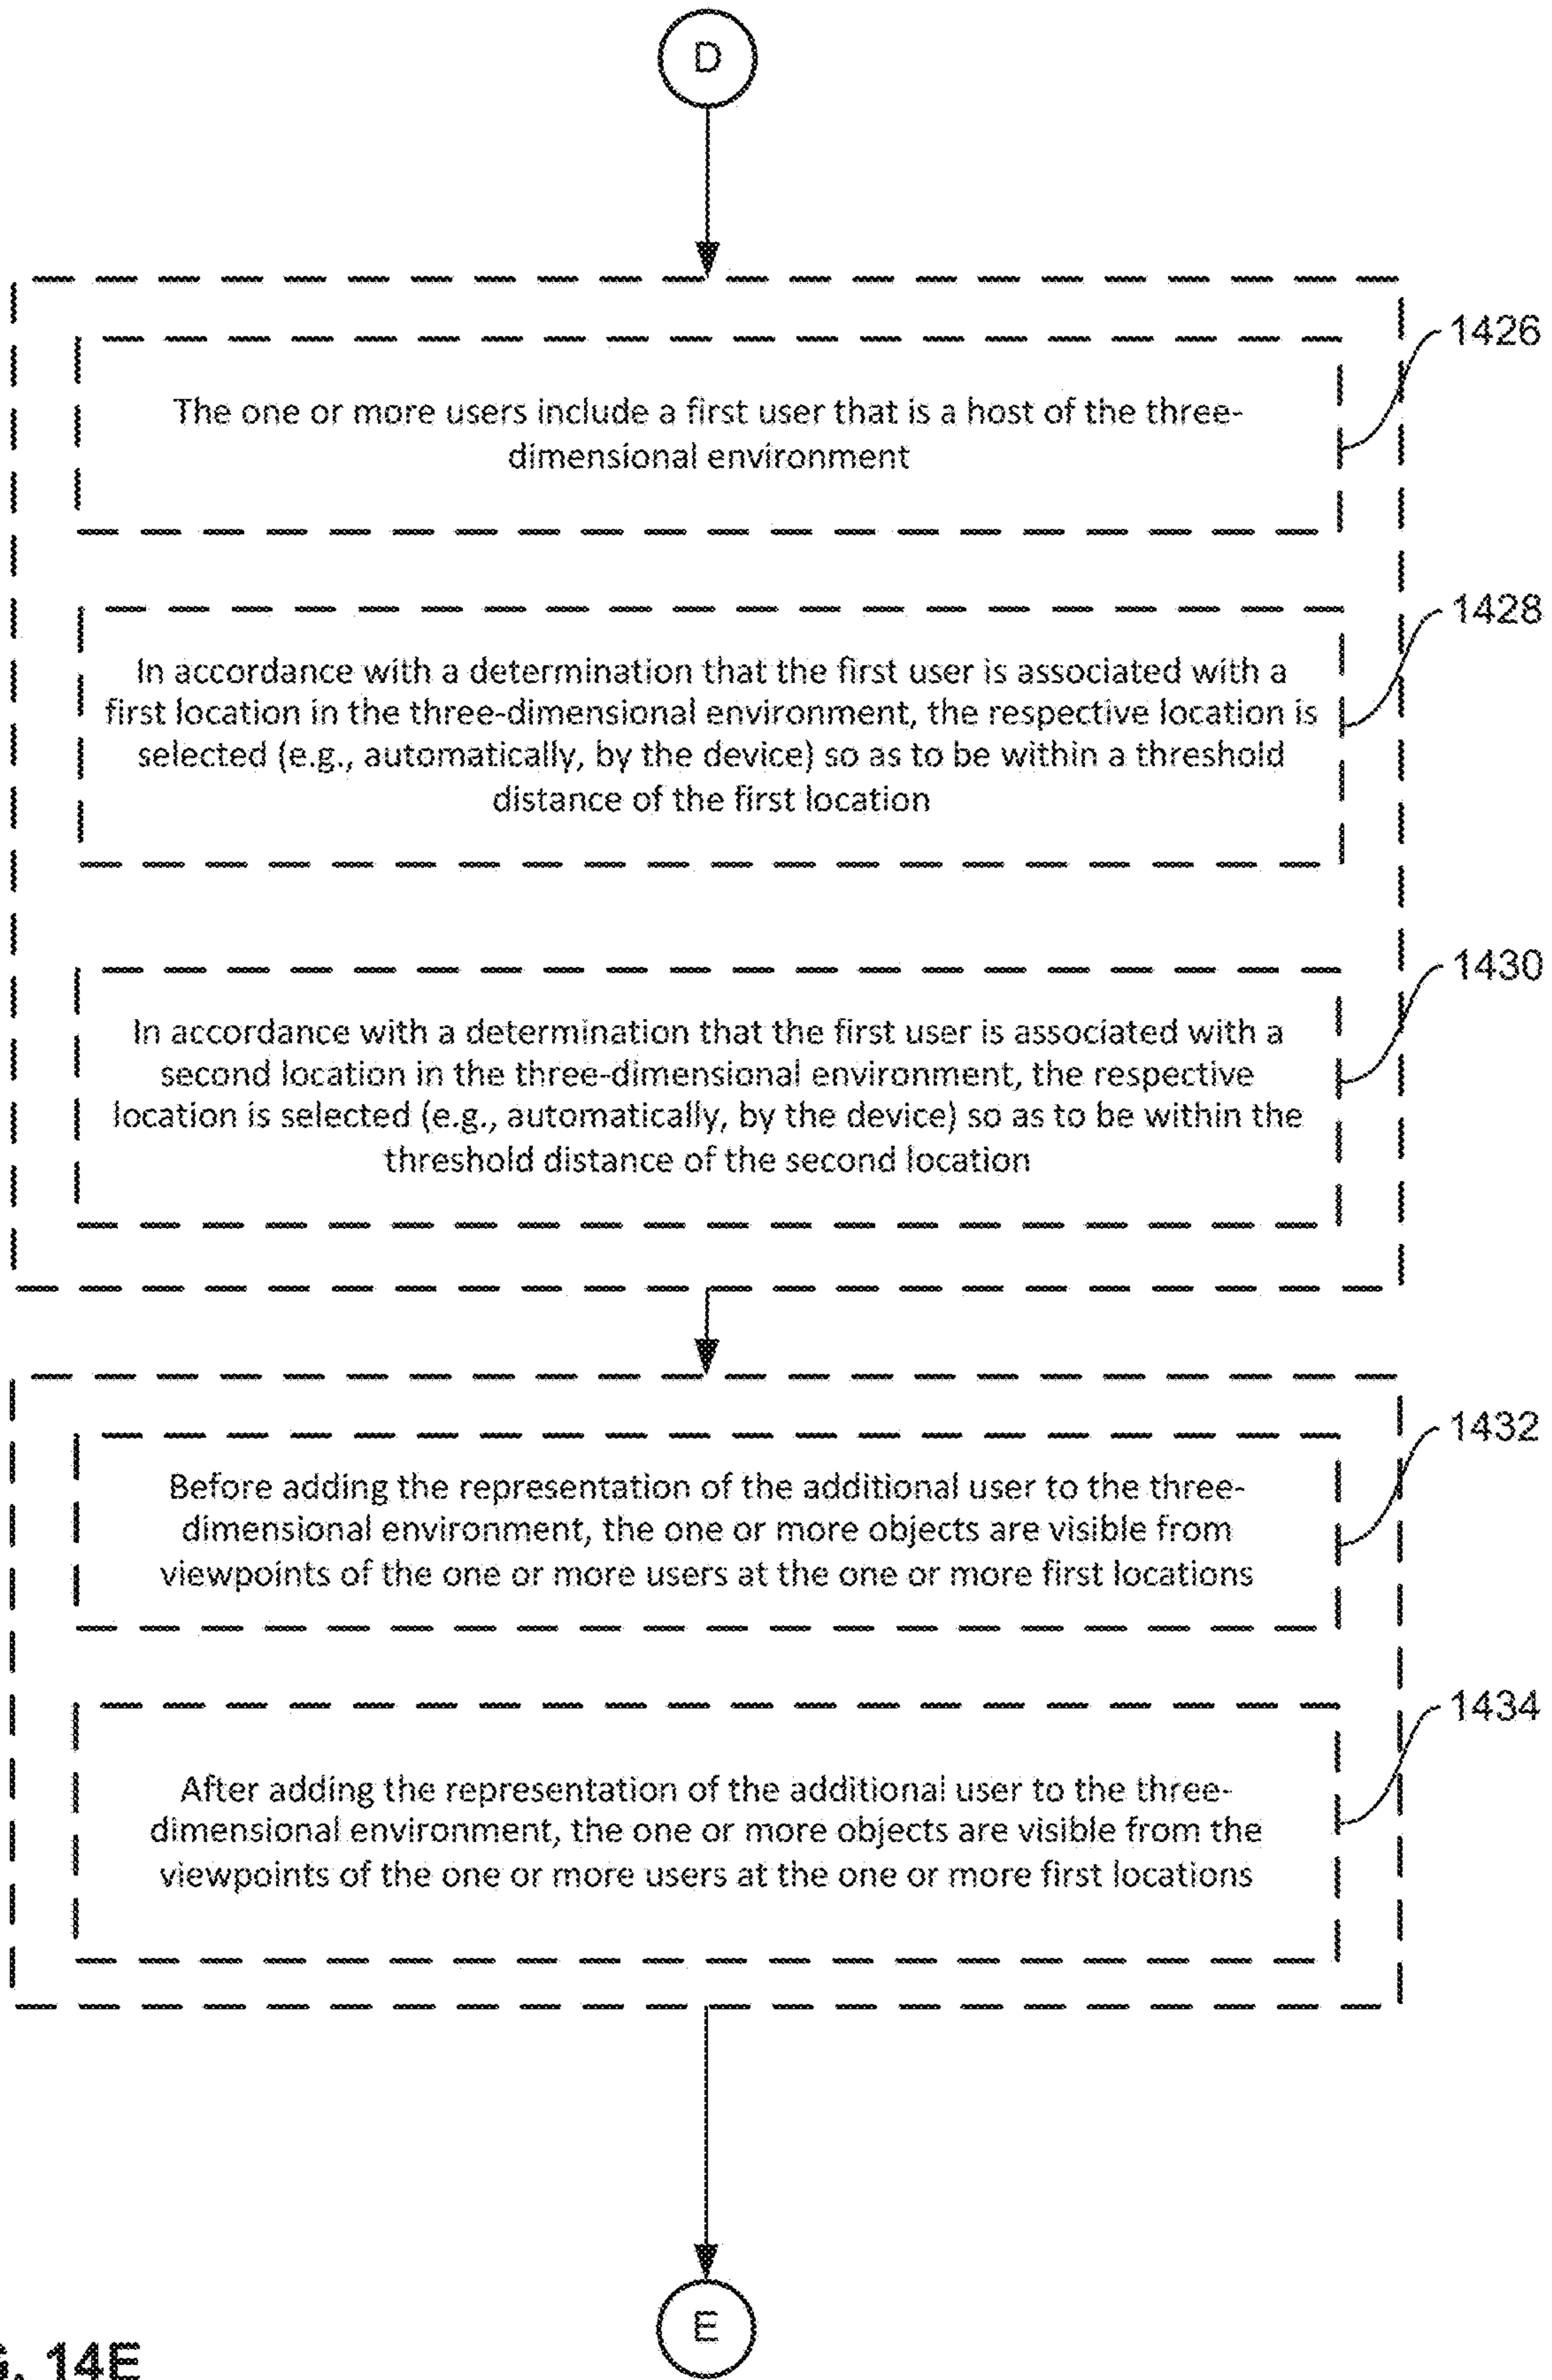 D
1426
The one or more users include a first user that is a host of the three-
dimensional environment
1428
In accordance with a determination that the first user is associated with a
first location in the three-dimensional environment, the respective location is
selected (e.g., automatically, by the device) so as to be within a threshold
distance of the first location
1430
In accordance with a determination that the first user is associated with a
second location in the three-dimensional environment, the respective
location is selected (e.g., automatically, by the device) so as to be within the
threshold distance of the second location
1432
Before adding the representation of the additional user to the three-
dimensional environment, the one or more objects are visible from
viewpoints of the one or more users at the one or more first locations
1434
After adding the representation of the additional user to the three-
dimensional environment, the one or more objects are visible from the
viewpoints of the one or more users at the one or more first locations
E
14E